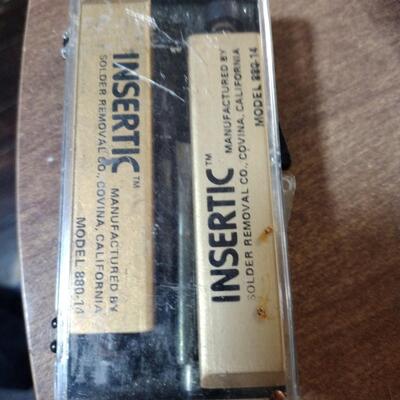 INSERTIC™
MANUFACTURED BY
SOLDER REMOVAL CO., COVINA, CALIFORNIA
MODEL 880-14
INSERTIC™
MANUFACTURED BY
SOLDER REMOVAL CO., COVINA, CALIFORNIA
MODEL 880-14